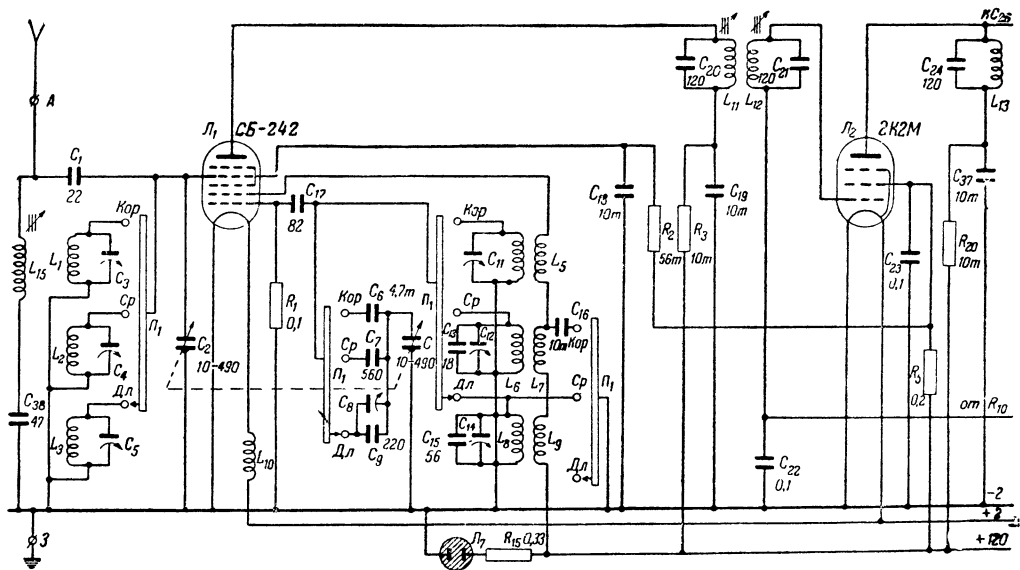 КС26
A
Л1 СБ-242
C1
22
L15
C38
47
Кор
L1
C3
Ср
П1
L2
C4
Дл
L3
C5
C2
10-490
L10
R1
0,1
C17
82
Кор
C6
4,7т
Ср
C7
560
П1
C8
Дл
C9
220
C
10-490
Кор
C11
L5
Ср
C13
18
C12
L6
L7
C16
10т
Кор
Ср
П1
Дл
C15
56
C14
L8
L9
Дл
C18
10т
R2
56т
R3
10т
C19
10т
C20
120
L11
L12
120
C21
Л2 2К2М
C23
0,1
R5
0,2
от R10
C22
0,1
C24
120
L13
C37
10т
R20
10т
З
Л7
R15 0,33
-2
+2
+120